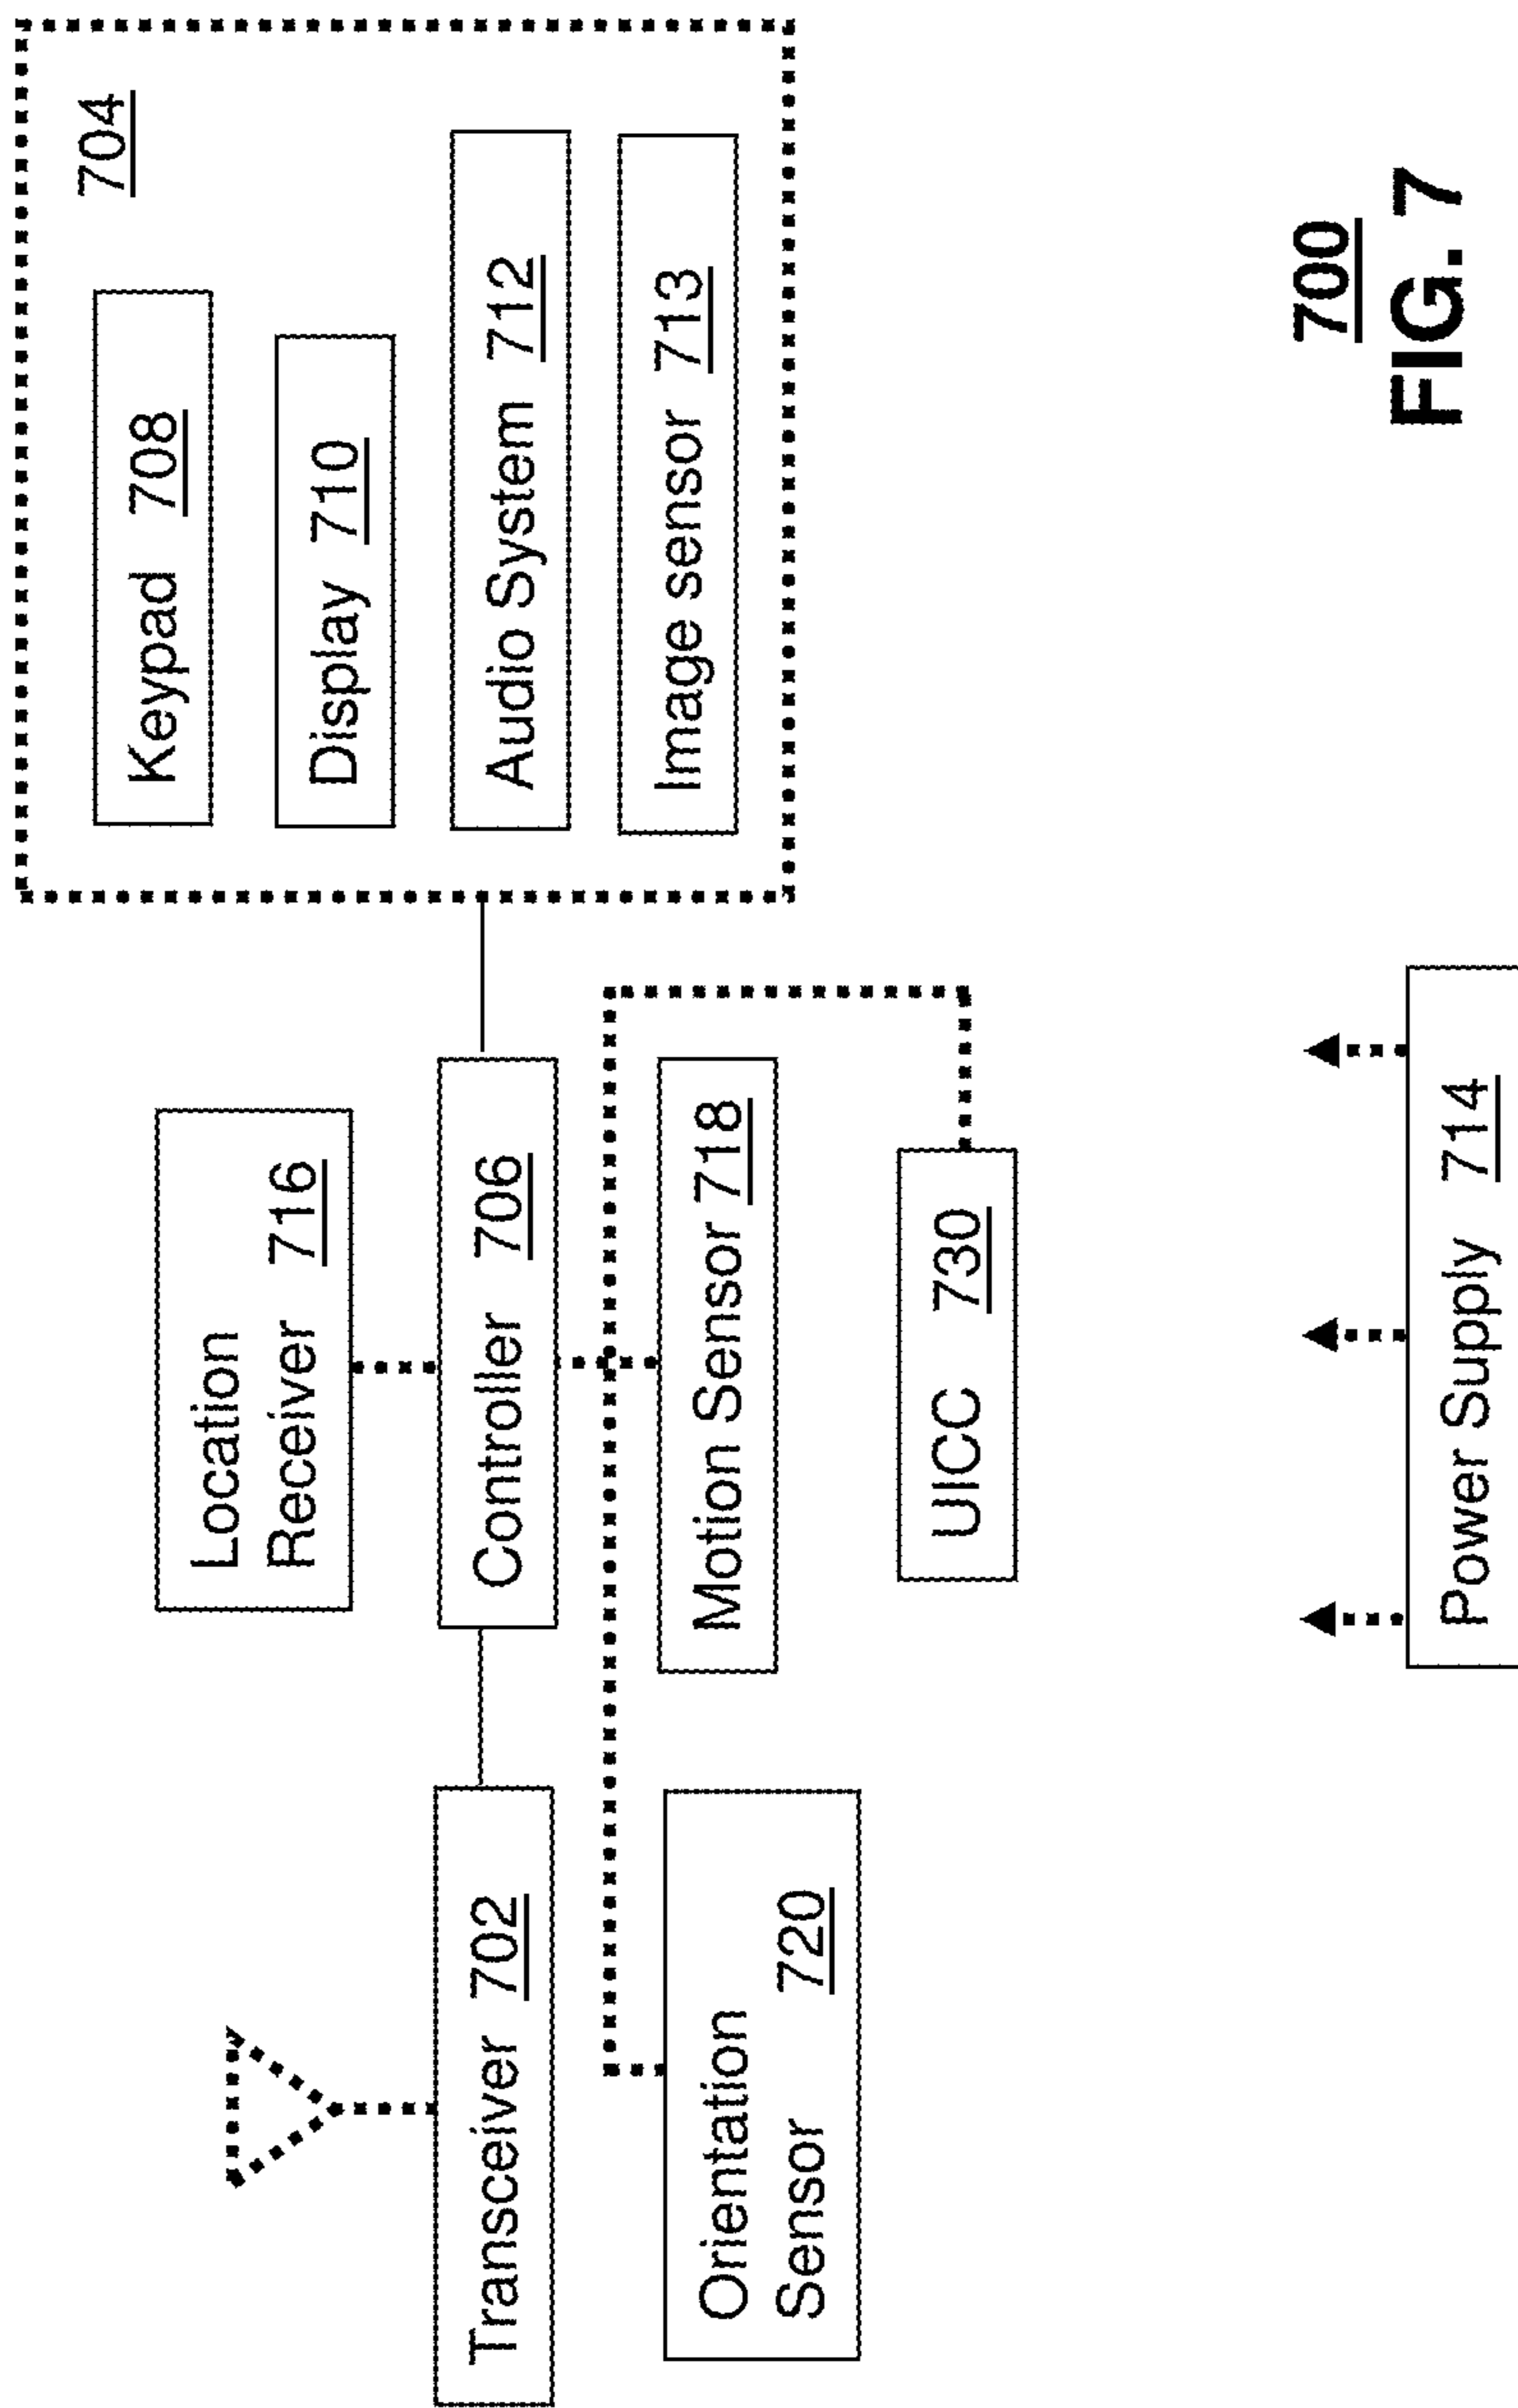 704
Keypad 708
Display 710
Audio System 712
Image sensor 713
Location
Receiver 716
Transceiver 702
Controller 706
Orientation
Sensor 720
Motion Sensor 718
UICC 730
Power Supply 714
700
FIG. 7